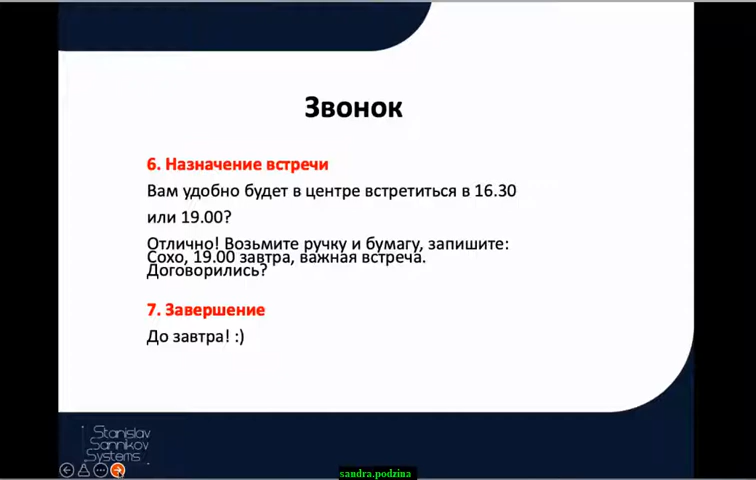 Звонок
6. Назначение встречи
Вам удобно будет в центре встретиться в 16.30
или 19.00?
Отлично! Возьмите ручку и бумагу, запишите:
Сохо, 19.00 завтра, важная встреча.
Договорились?
7. Завершение
До завтра! :)
Stanislav
Sannikov
Systems
sandra.podzina